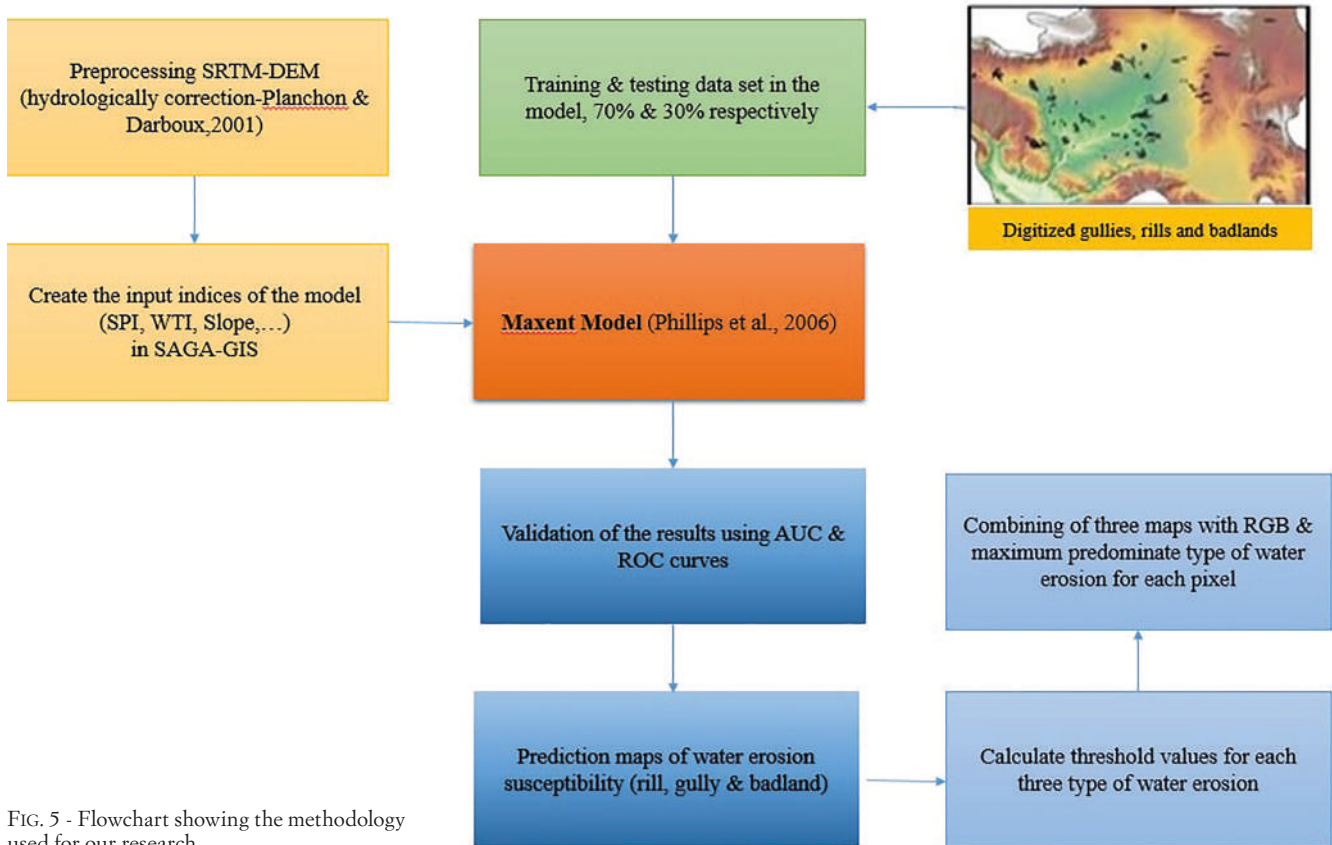 Preprocessing SRTM-DEM
(hydrologically correction-Planchon &
Darboux,2001)
Training & testing data set in the
model, 70% & 30% respectively
Digitized gullies, rills and badlands
Create the input indices of the model
(SPI, WTI, Slope,...)
in SAGA-GIS
Maxent Model (Phillips et al., 2006)
Validation of the results using AUC &
ROC curves
Combining of three maps with RGB &
maximum predominate type of water
erosion for each pixel
Prediction maps of water erosion
susceptibility (rill, gully & badland)
Calculate threshold values for each
three type of water erosion
FIG. 5 - Flowchart showing the methodology
used for our research